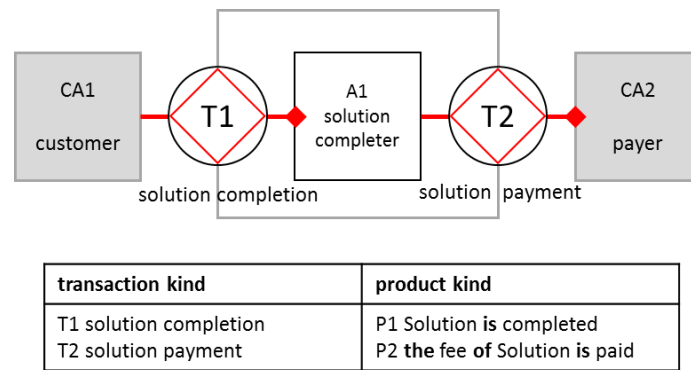 CA1
customer
T1
A1
solution
completer
T2
CA2
payer
solution completion
solution payment
transaction kind
product kind
T1 solution completion
P1 Solution is completed
T2 solution payment
P2 the fee of Solution is paid